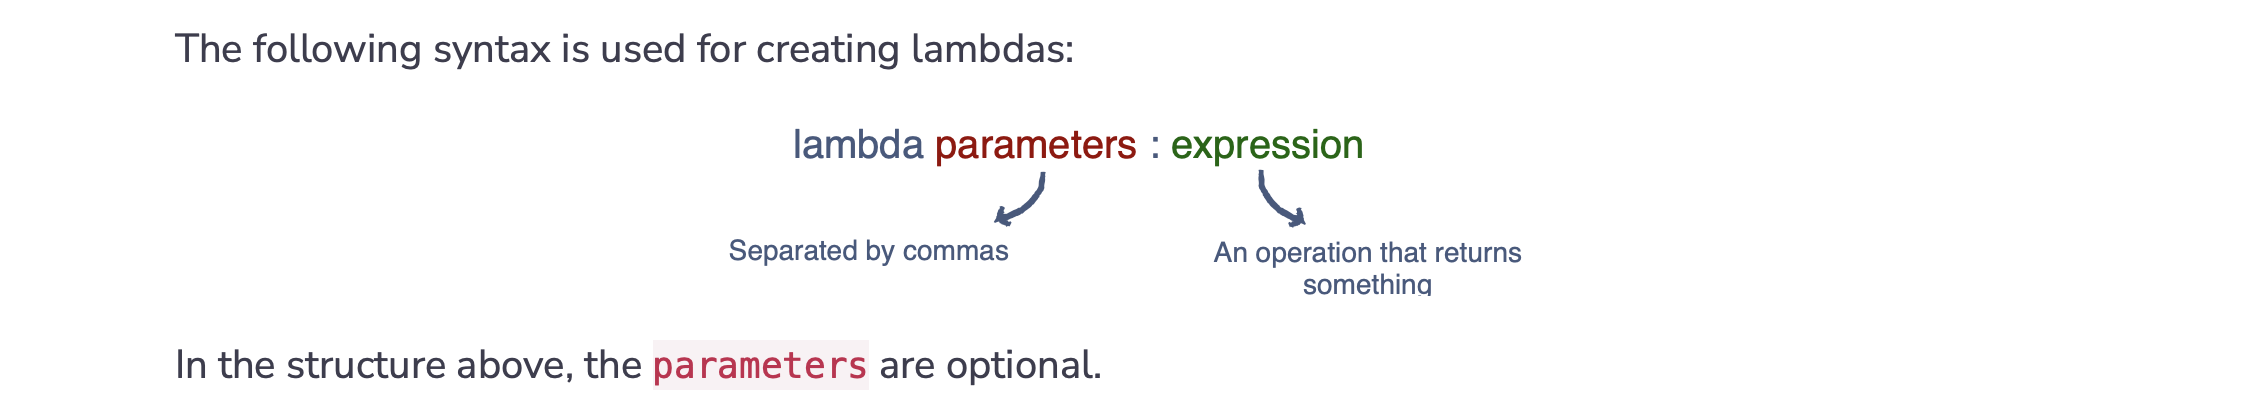 The following syntax is used for creating lambdas:
lambda parameters : expression
Separated by commas
An operation that returns
something
In the structure above, the parameters are optional.